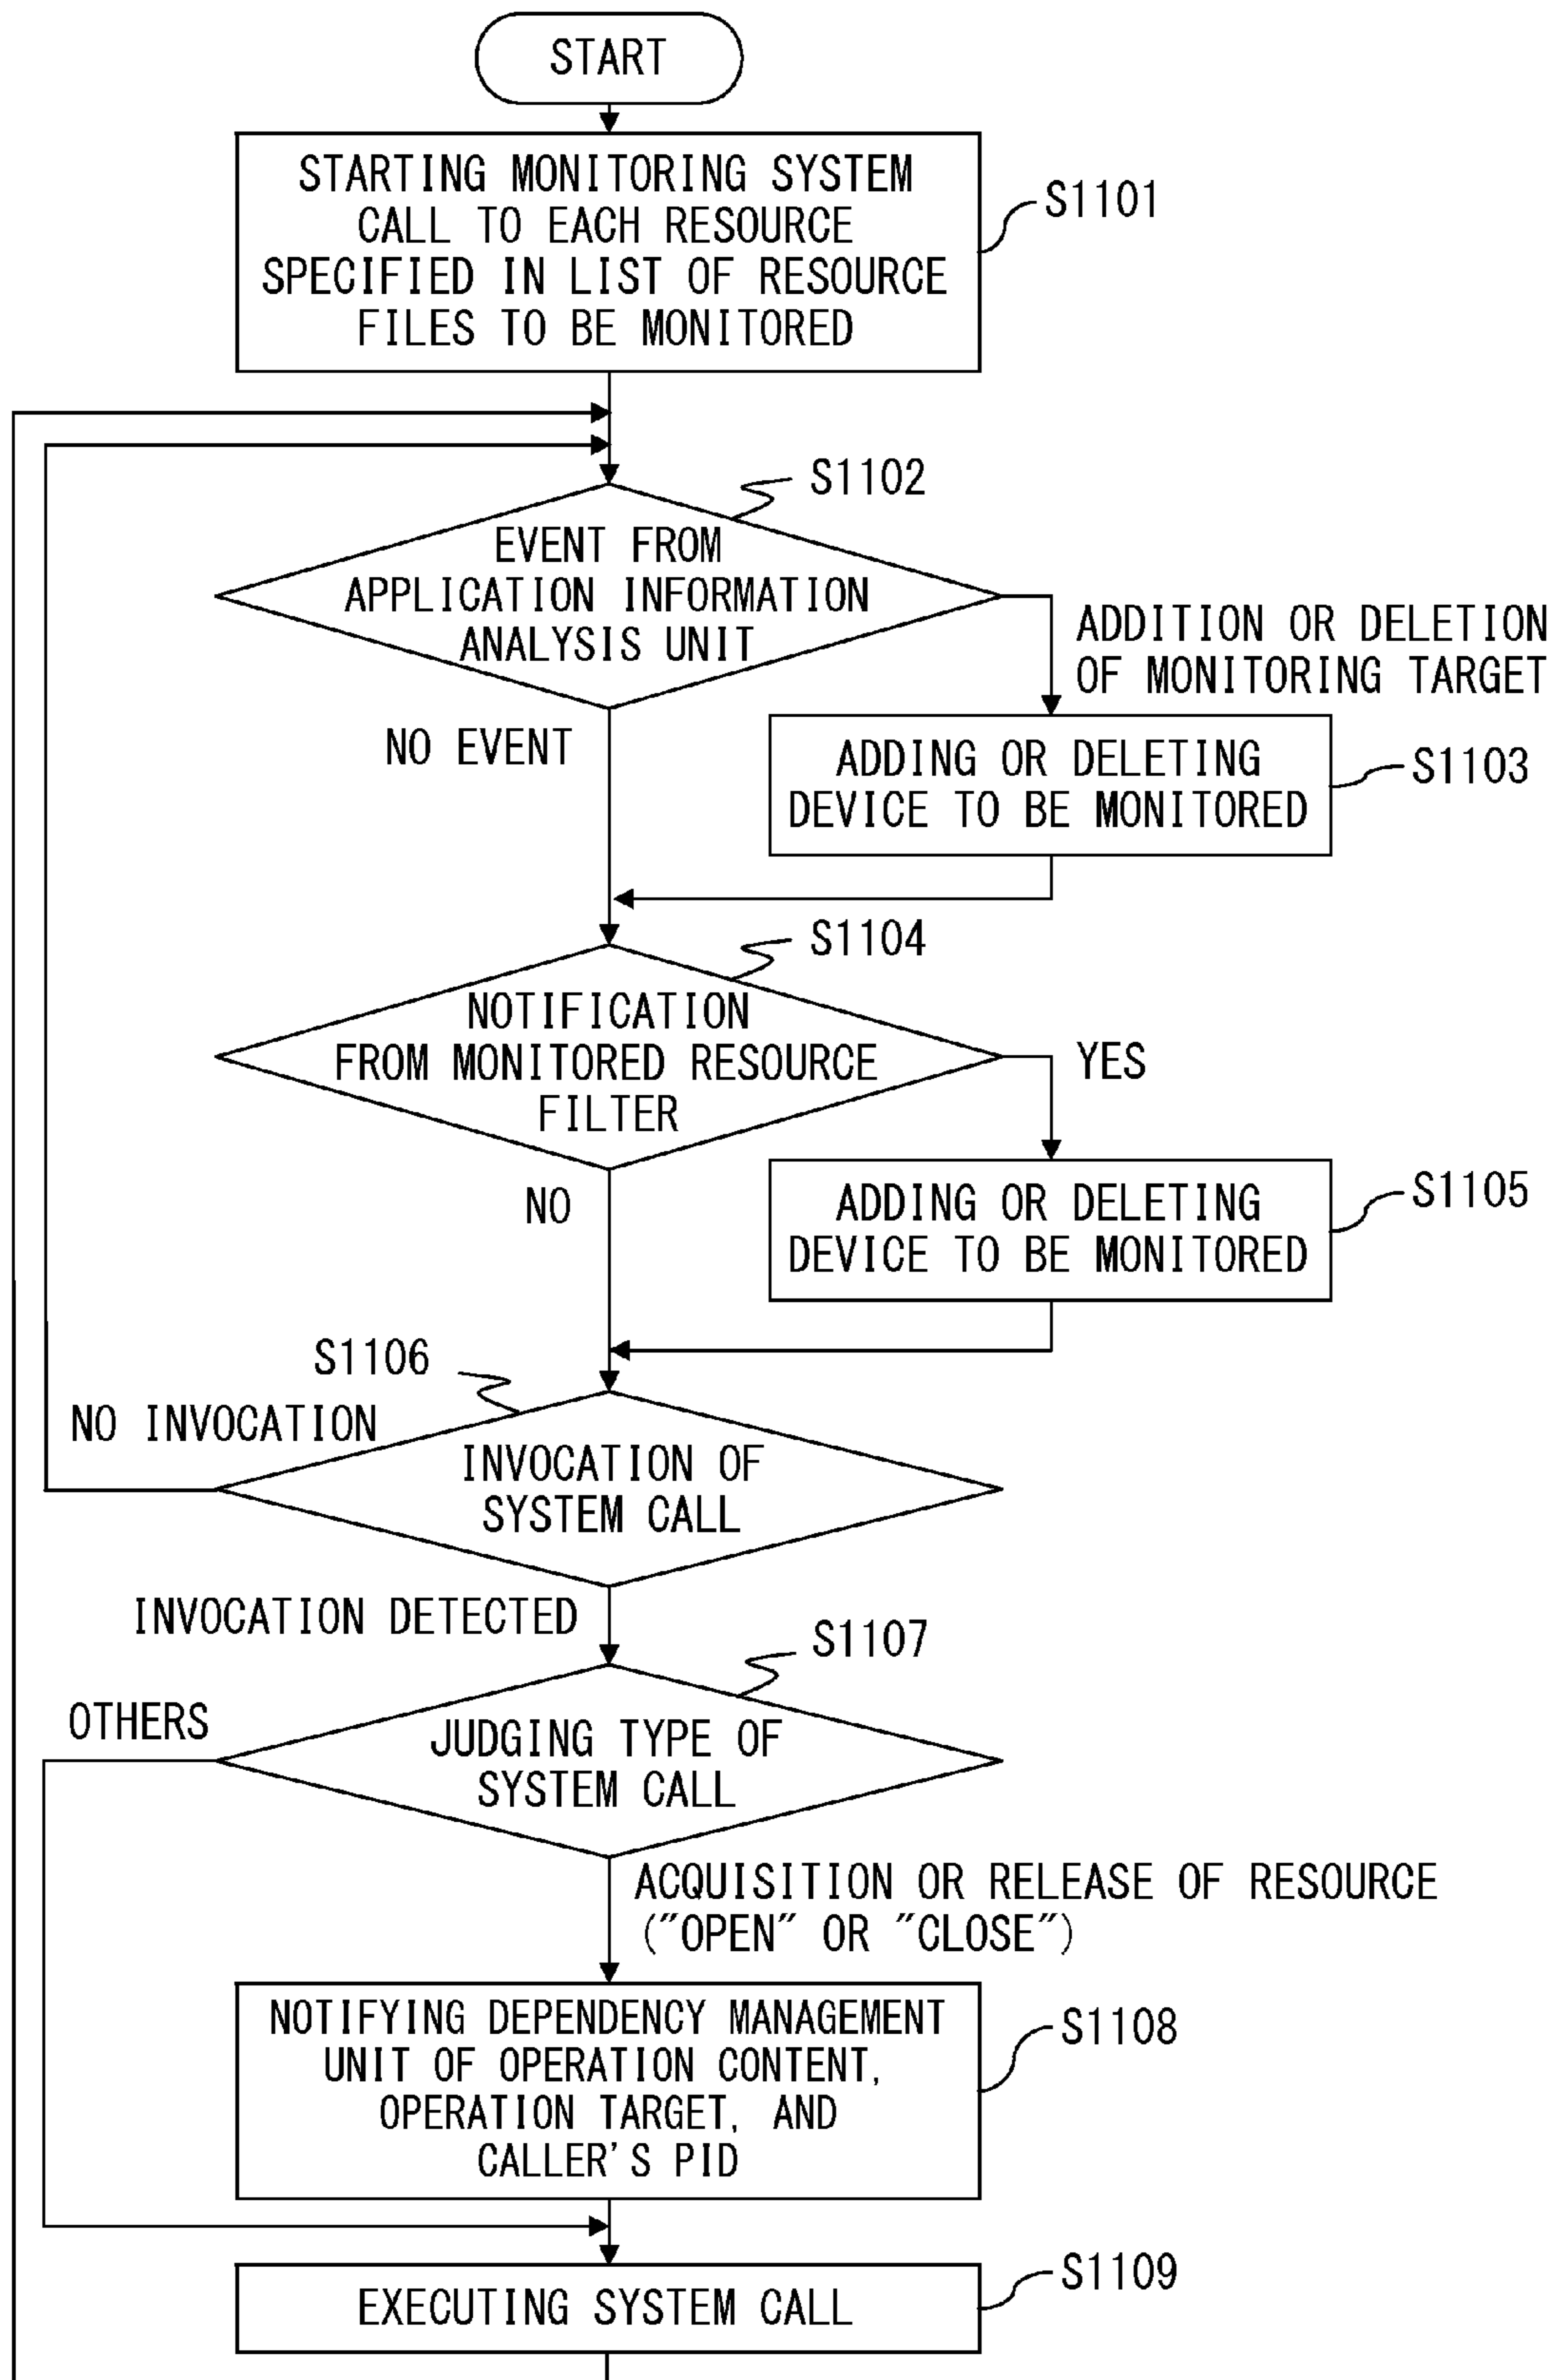 START
STARTING MONITORING SYSTEM
CALL TO EACH RESOURCE
SPECIFIED IN LIST OF RESOURCE
FILES TO BE MONITORED
S1101
S1102
EVENT FROM
APPLICATION INFORMATION
ANALYSIS UNIT
ADDITION OR DELETION
OF MONITORING TARGET
NO EVENT
ADDING OR DELETING
DEVICE TO BE MONITORED
S1103
S1104
NOTIFICATION
FROM MONITORED RESOURCE
FILTER
YES
NO
ADDING OR DELETING
DEVICE TO BE MONITORED
S1105
S1106
NO INVOCATION
INVOCATION OF
SYSTEM CALL
INVOCATION DETECTED
S1107
OTHERS
JUDGING TYPE OF
SYSTEM CALL
ACQUISITION OR RELEASE OF RESOURCE
("OPEN" OR "CLOSE")
NOTIFYING DEPENDENCY MANAGEMENT
UNIT OF OPERATION CONTENT,
OPERATION TARGET, AND
CALLER'S PID
S1108
EXECUTING SYSTEM CALL
S1109